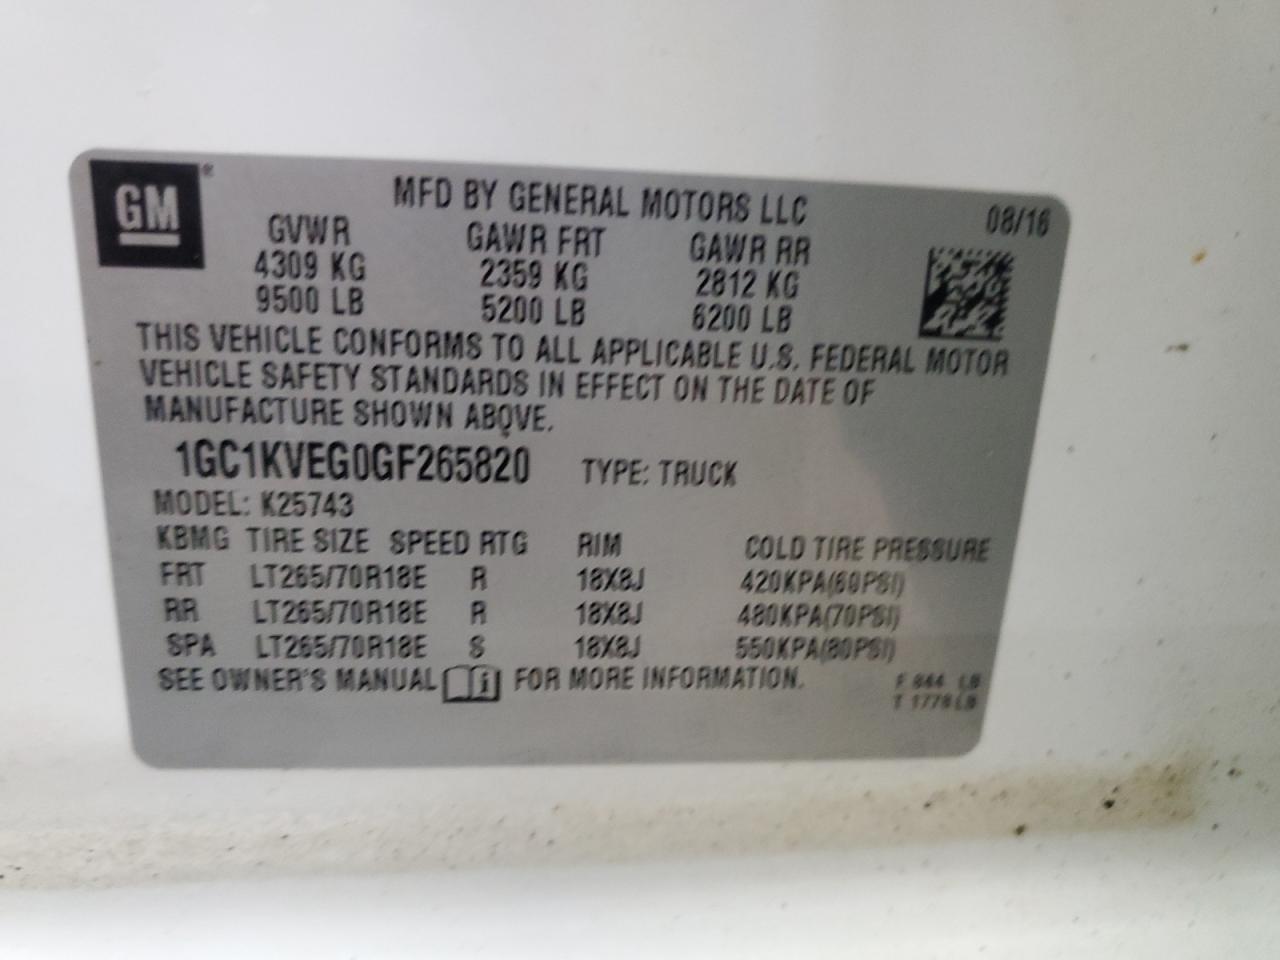 GM ®
MFD BY GENERAL MOTORS LLC 08/16
GVWR GAWR FRT GAWR RR
4309 KG 2359 KG 2812 KG
9500 LB 5200 LB 6200 LB
THIS VEHICLE CONFORMS TO ALL APPLICABLE U.S. FEDERAL MOTOR
VEHICLE SAFETY STANDARDS IN EFFECT ON THE DATE OF
MANUFACTURE SHOWN ABOVE.
1GC1KVEG0GF265820 TYPE: TRUCK
MODEL: K25743
KBMG TIRE SIZE SPEED RTG RIM COLD TIRE PRESSURE
FRT LT265/70R18E R 18X8J 420KPA(60PSI)
RR LT265/70R18E R 18X8J 480KPA(70PSI)
SPA LT265/70R18E S 18X8J 550KPA(80PSI)
SEE OWNER'S MANUAL i FOR MORE INFORMATION.
F 844 LB
T 1778 LB